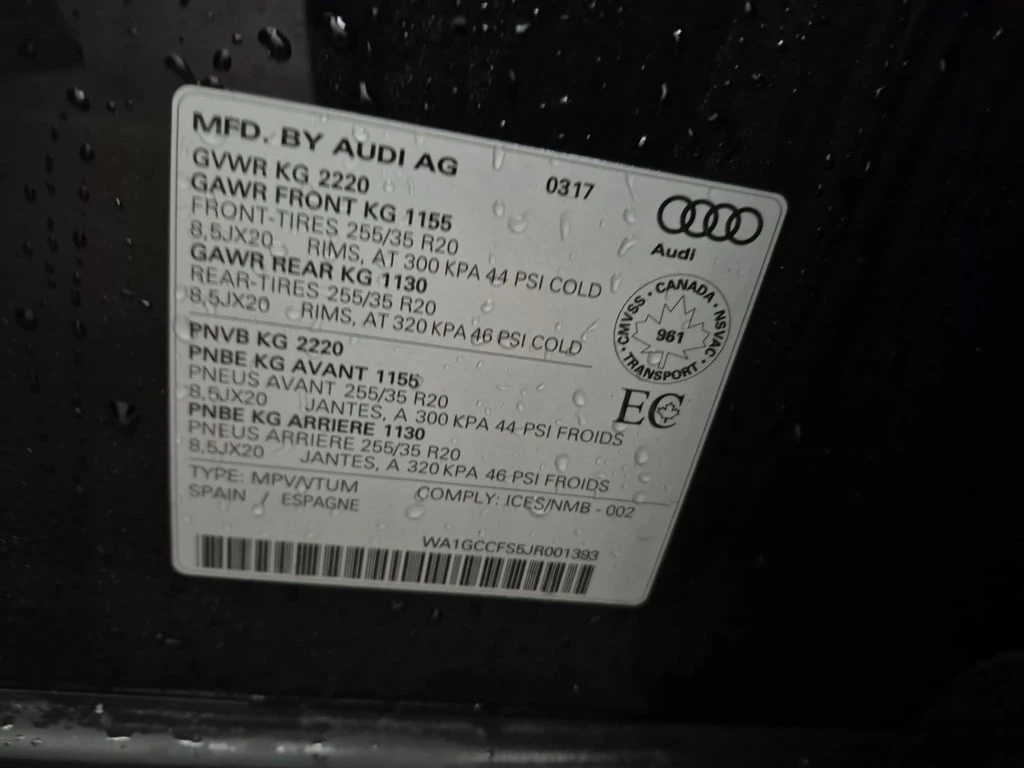 MFD. BY AUDI AG 0317
GVWR KG 2220
GAWR FRONT KG 1155
FRONT-TIRES 255/35 R20
8,5JX20 RIMS, AT 300 KPA 44 PSI COLD
GAWR REAR KG 1130
REAR-TIRES 255/35 R20
8,5JX20 RIMS, AT 320 KPA 46 PSI COLD
Audi
CMVSS · CANADA · NSVAC · TRANSPORT ·
961
PNVB KG 2220
PNBE KG AVANT 1155
PNEUS AVANT 255/35 R20
8,5JX20 JANTES, A 300 KPA 44 PSI FROIDS
PNBE KG ARRIERE 1130
PNEUS ARRIERE 255/35 R20
8,5JX20 JANTES, A 320 KPA 46 PSI FROIDS
EC
TYPE: MPV/VTUM COMPLY: ICES/NMB - 002
SPAIN / ESPAGNE
WA1GCCFS5JR001393